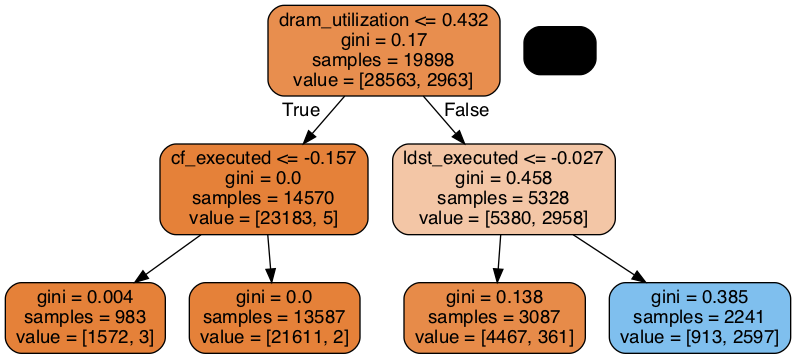 dram_utilization <= 0.432
gini = 0.17
samples = 19898
value = [28563, 2963]
True
False
cf_executed <= -0.157
gini = 0.0
samples = 14570
value = [23183, 5]
ldst_executed <= -0.027
gini = 0.458
samples = 5328
value = [5380, 2958]
gini = 0.004
samples = 983
value = [1572, 3]
gini = 0.0
samples = 13587
value = [21611, 2]
gini = 0.138
samples = 3087
value = [4467, 361]
gini = 0.385
samples = 2241
value = [913, 2597]